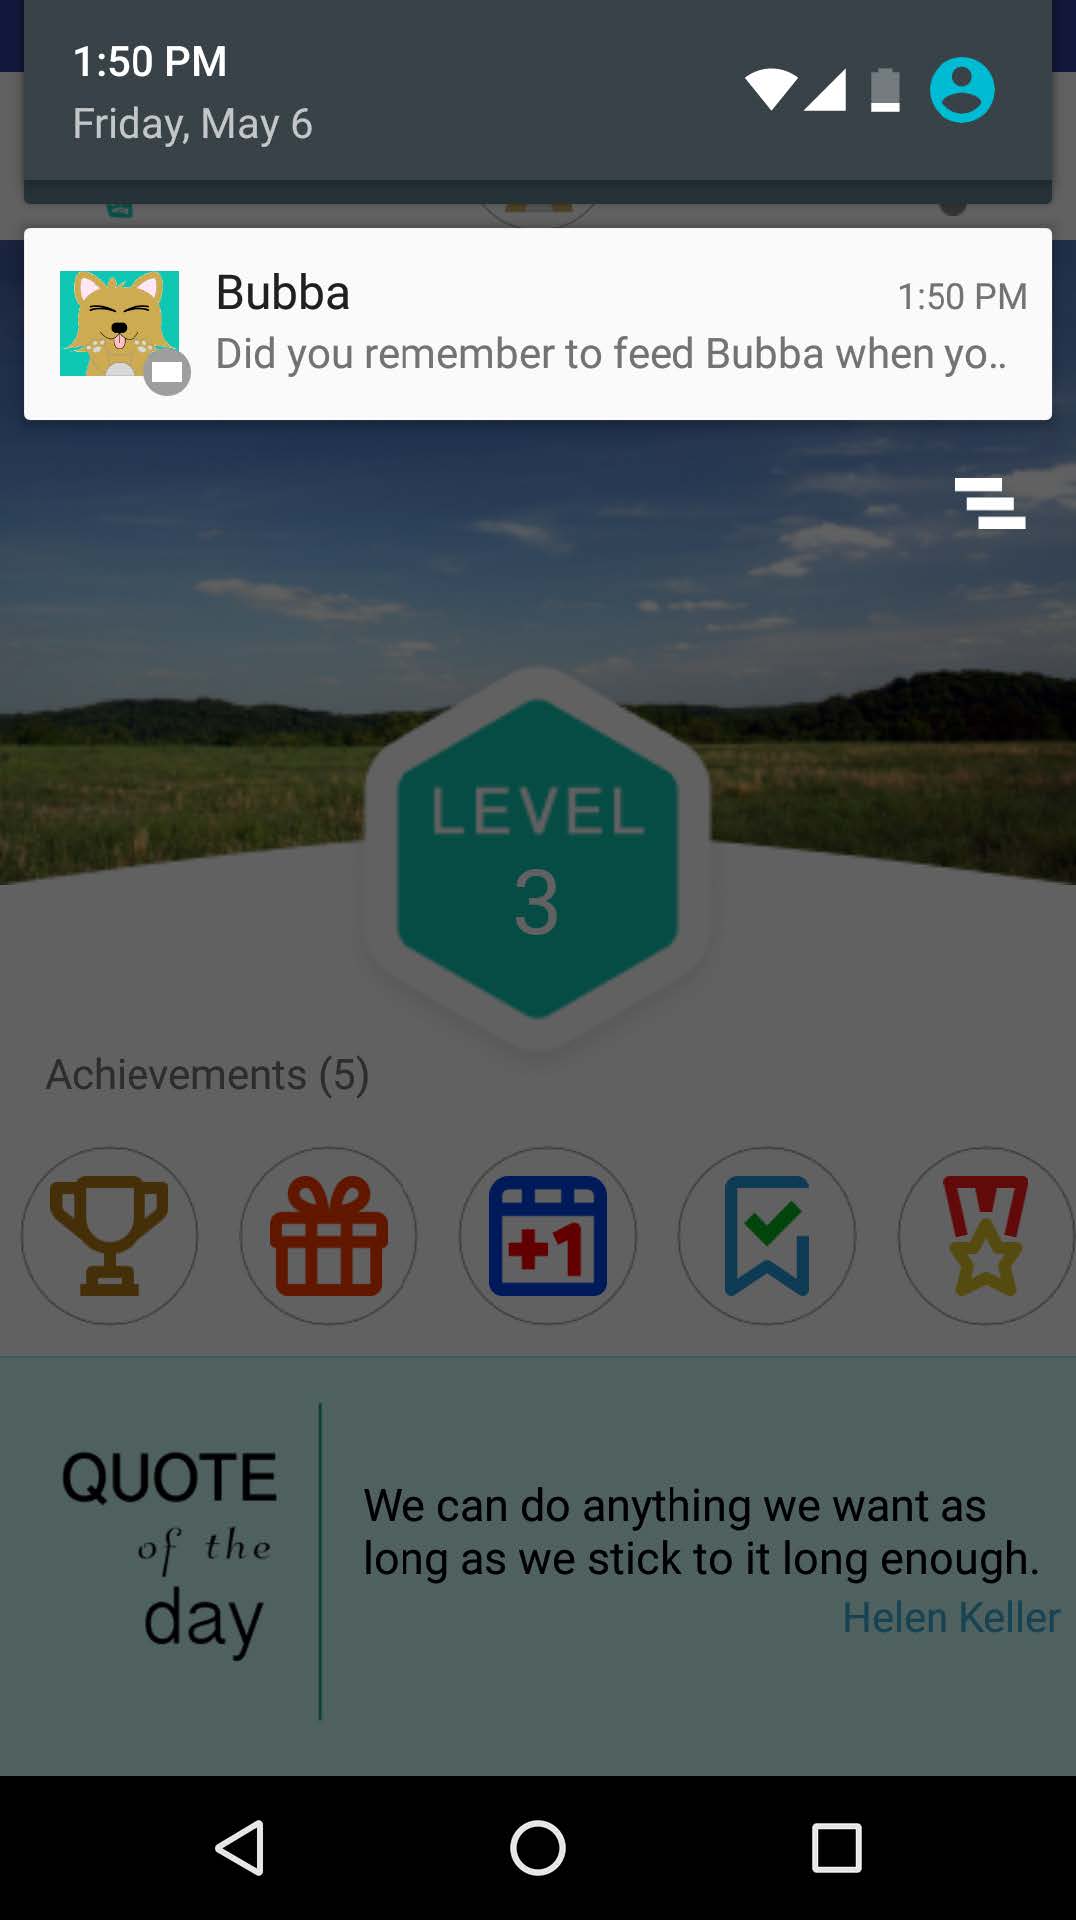 1:50 PM
Friday, May 6
Bubba
1:50 PM
Did you remember to feed Bubba when yo..
LEVEL
3
Achievements (5)
+1
QUOTE
of the
day
We can do anything we want as
long as we stick to it long enough.
Helen Keller